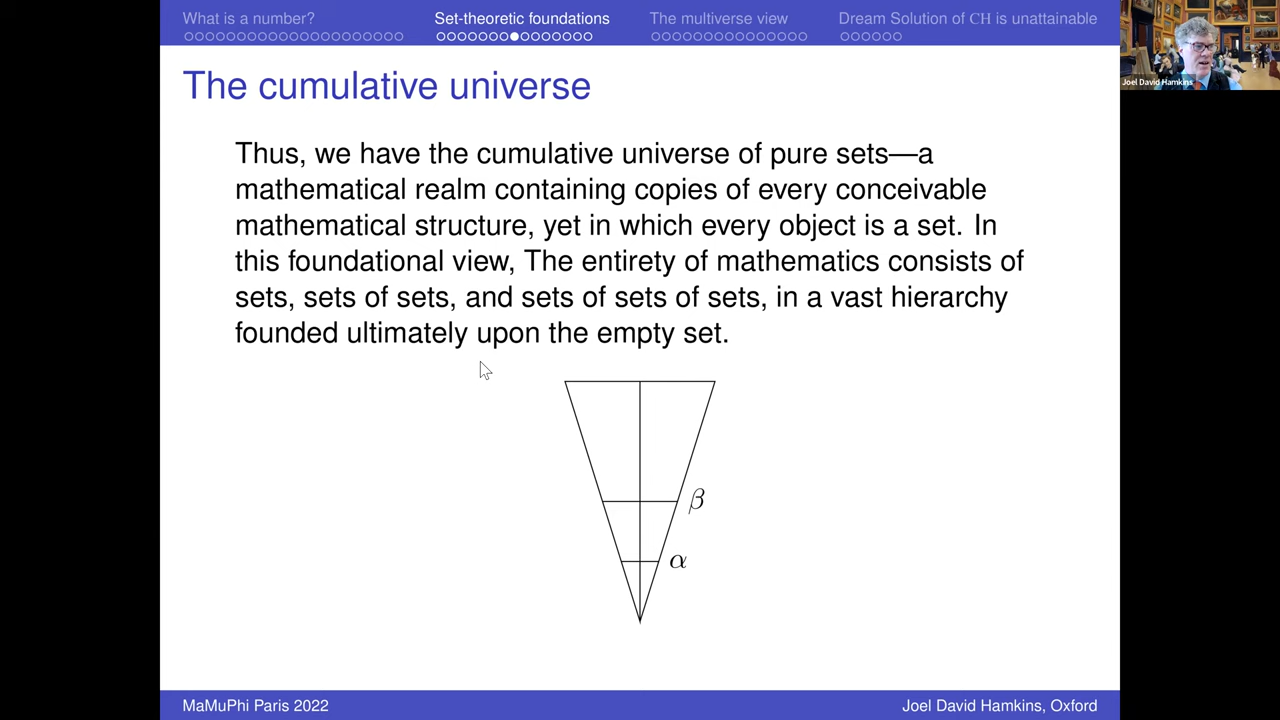 What is a number?
Set-theoretic foundations
The multiverse view
Dream Solution of CH is unattainable
Joel David Hamkins
The cumulative universe
Thus, we have the cumulative universe of pure sets—a
mathematical realm containing copies of every conceivable
mathematical structure, yet in which every object is a set. In
this foundational view, The entirety of mathematics consists of
sets, sets of sets, and sets of sets of sets, in a vast hierarchy
founded ultimately upon the empty set.
β
α
MaMuPhi Paris 2022
Joel David Hamkins, Oxford